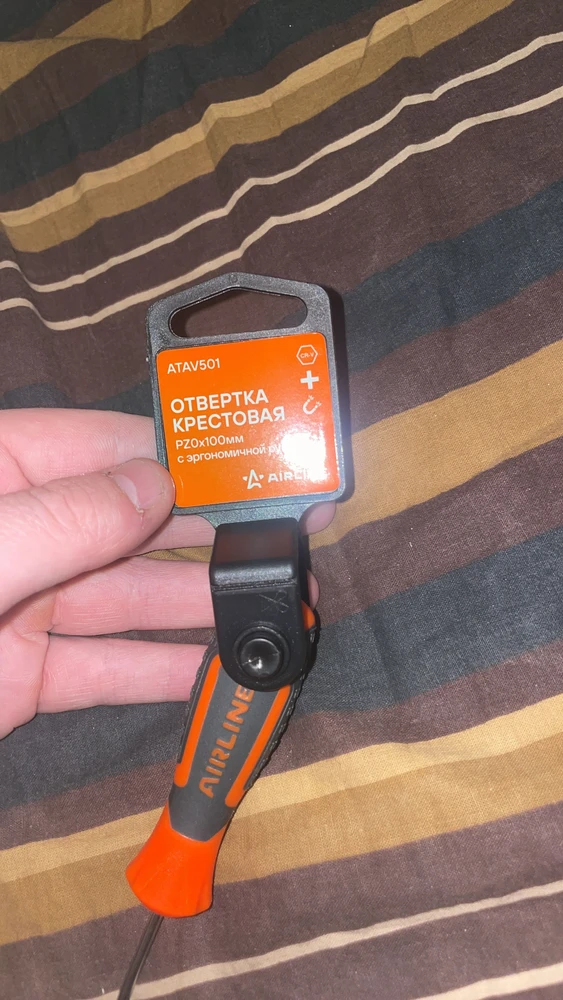 ATAV501
CR-V
ОТВЕРТКА
КРЕСТОВАЯ
PZ0x100мм
с эргономичной
AIRLINE